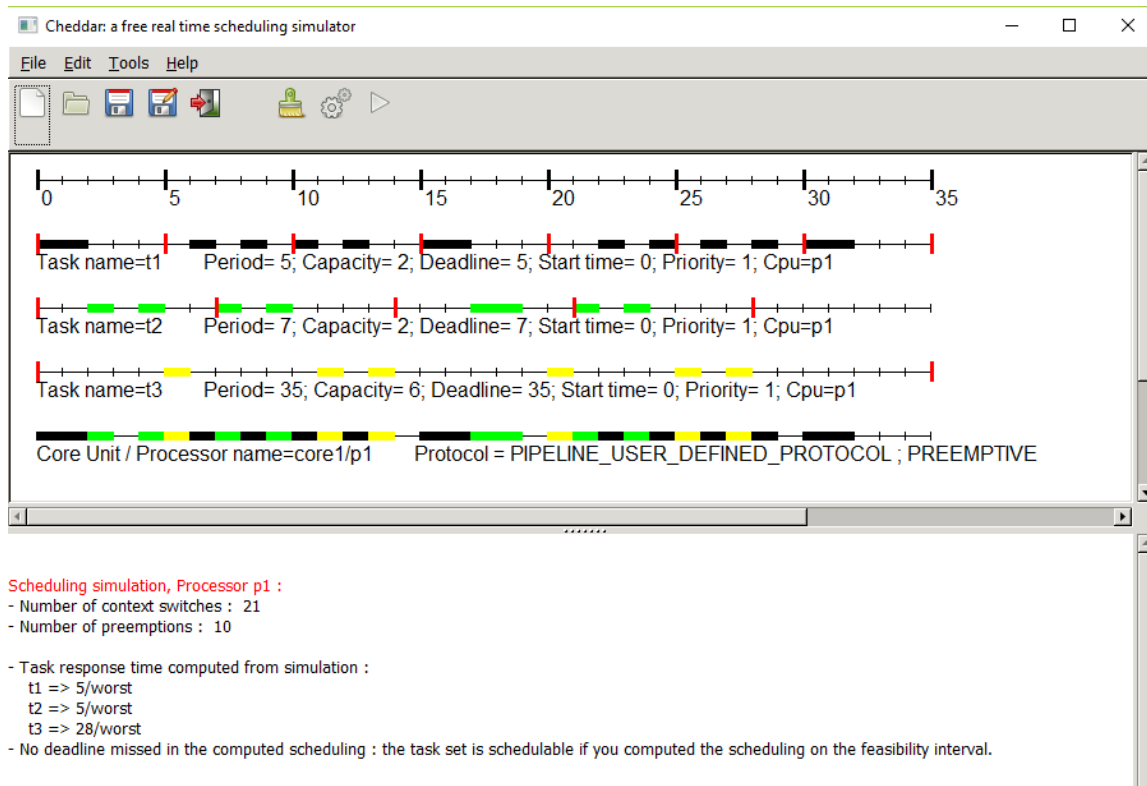 Cheddar: a free real time scheduling simulator
File Edit Tools Help
0 5 10 15 20 25 30 35
Task name=t1 Period= 5; Capacity= 2; Deadline= 5; Start time= 0; Priority= 1; Cpu=p1
Task name=t2 Period= 7; Capacity= 2; Deadline= 7; Start time= 0; Priority= 1; Cpu=p1
Task name=t3 Period= 35; Capacity= 6; Deadline= 35; Start time= 0; Priority= 1; Cpu=p1
Core Unit / Processor name=core1/p1 Protocol = PIPELINE_USER_DEFINED_PROTOCOL ; PREEMPTIVE
Scheduling simulation, Processor p1 :
- Number of context switches : 21
- Number of preemptions : 10
- Task response time computed from simulation :
t1 => 5/worst
t2 => 5/worst
t3 => 28/worst
- No deadline missed in the computed scheduling : the task set is schedulable if you computed the scheduling on the feasibility interval.